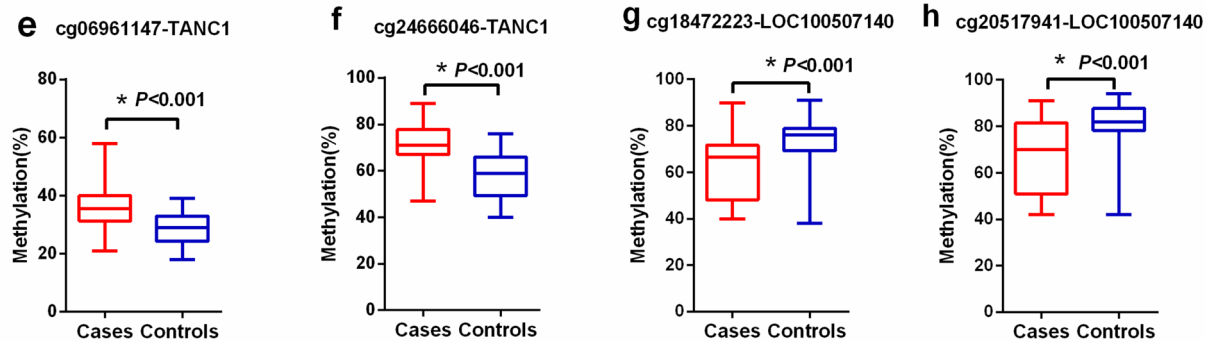 e cg06961147-TANC1
* P<0.001
Methylation(%)
80
60
40
20
0
Cases Controls
f cg24666046-TANC1
* P<0.001
Methylation(%)
100
80
60
40
20
0
Cases Controls
g cg18472223-LOC100507140
* P<0.001
Methylation(%)
100
80
60
40
20
0
Cases Controls
h cg20517941-LOC100507140
* P<0.001
Methylation(%)
100
80
60
40
20
0
Cases Controls